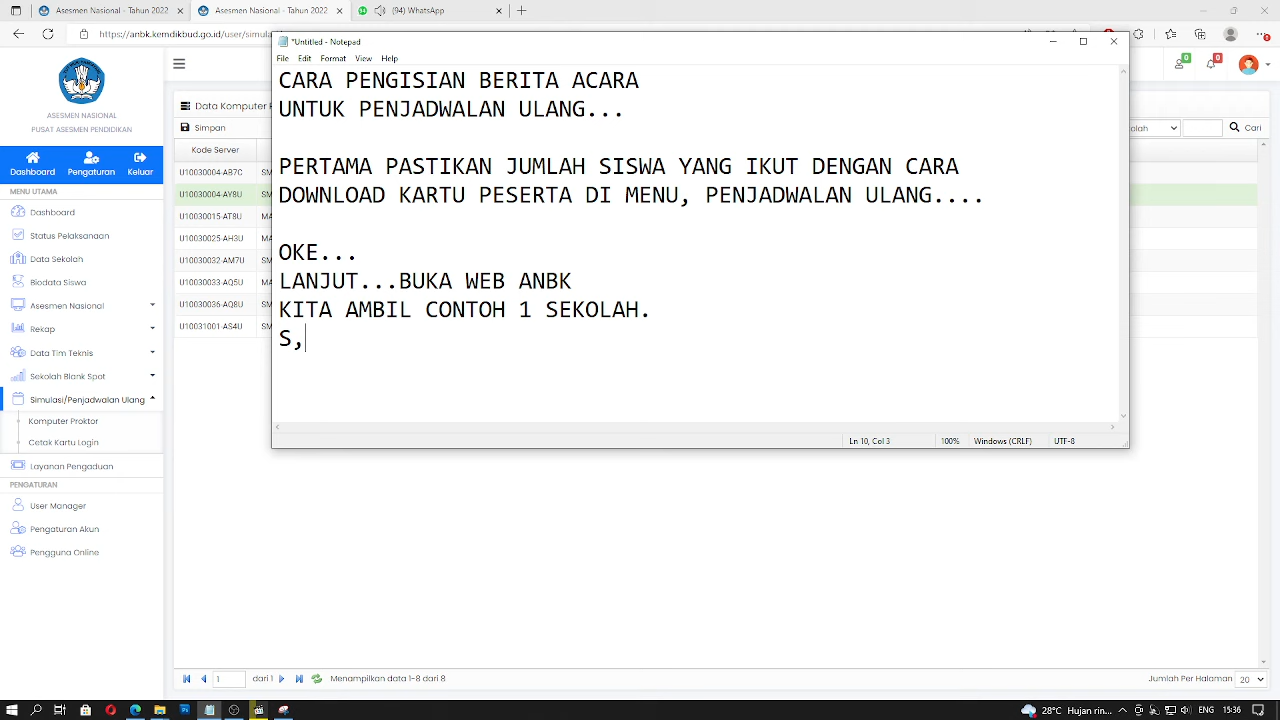 Asesmen Nasional - Tahun 2022
Asesmen Nasional - Tahun 2022
(94) WhatsApp
https://anbk.kemdikbud.go.id/user/simula
*Untitled - Notepad
File Edit Format View Help
CARA PENGISIAN BERITA ACARA
UNTUK PENJADWALAN ULANG...
PERTAMA PASTIKAN JUMLAH SISWA YANG IKUT DENGAN CARA
DOWNLOAD KARTU PESERTA DI MENU, PENJADWALAN ULANG....
OKE...
LANJUT...BUKA WEB ANBK
KITA AMBIL CONTOH 1 SEKOLAH.
S,
Ln 10, Col 3 100% Windows (CRLF) UTF-8
ASESMEN NASIONAL
PUSAT ASESMEN PENDIDIKAN
Dashboard Pengaturan Keluar
MENU UTAMA
Dashboard
Status Pelaksanaan
Data Sekolah
Biodata Siswa
Asesmen Nasional
Rekap
Data Tim Teknis
Sekolah Blank Spot
Simulasi/Penjadwalan Ulang
Komputer Proktor
Cetak Kartu Login
Layanan Pengaduan
PENGATURAN
User Manager
Pengaturan Akun
Pengguna Online
0
0
Data Komputer
Simpan
olah
Cari
Kode Server
U10030004-AB7C
U10030004-AY8U
U10030015-AT8U
U10030025-AH3U
U10030032-AM7U
U10030033-AQ5U
U10030036-AQ8U
U10031001-AS4U
1 dari 1 Menampilkan data 1-8 dari 8
Jumlah Per Halaman 20
28°C Hujan rin... ENG 15:36